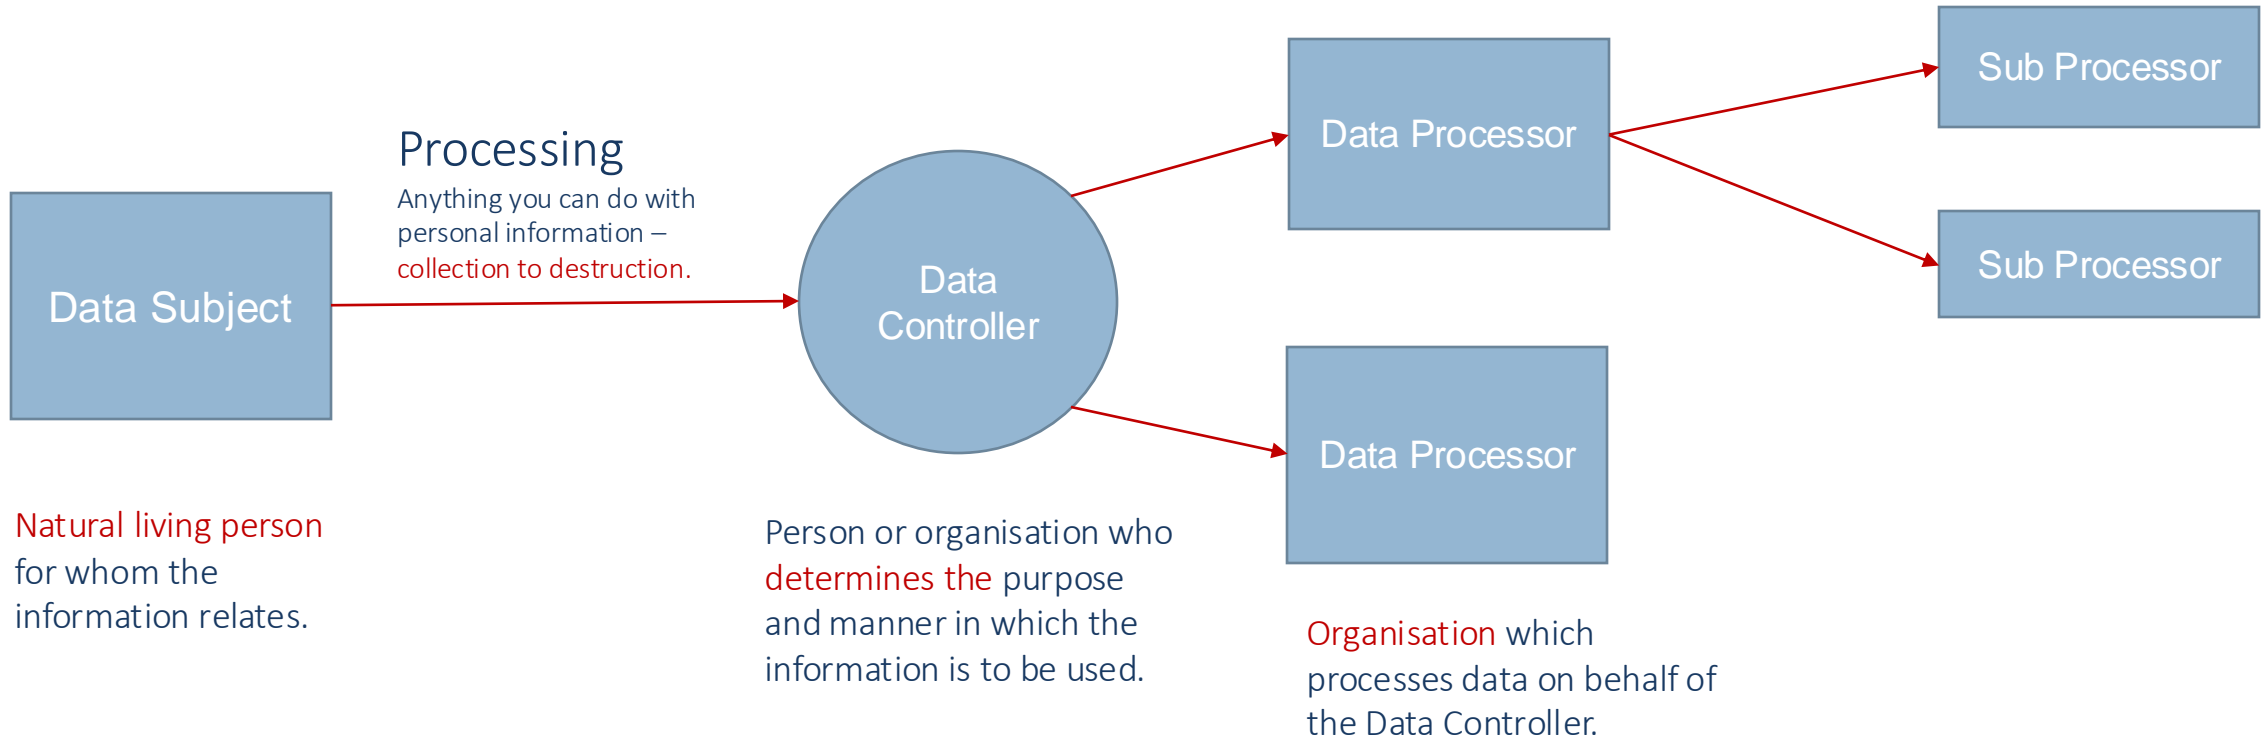 Data Subject
Natural living person
for whom the
information relates.
Processing
Anything you can do with
personal information –
collection to destruction.
Data
Controller
Person or organisation who
determines the purpose
and manner in which the
information is to be used.
Data Processor
Data Processor
Organisation which
processes data on behalf of
the Data Controller.
Sub Processor
Sub Processor